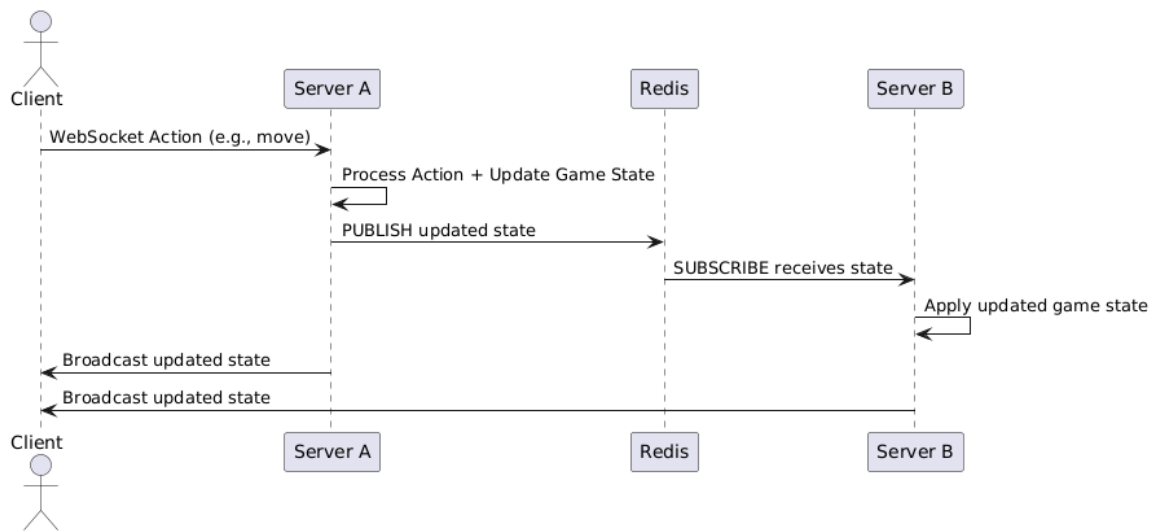 Client
Server A
Redis
Server B
WebSocket Action (e.g., move)
Process Action + Update Game State
PUBLISH updated state
SUBSCRIBE receives state
Apply updated game state
Broadcast updated state
Broadcast updated state
Client
Server A
Redis
Server B